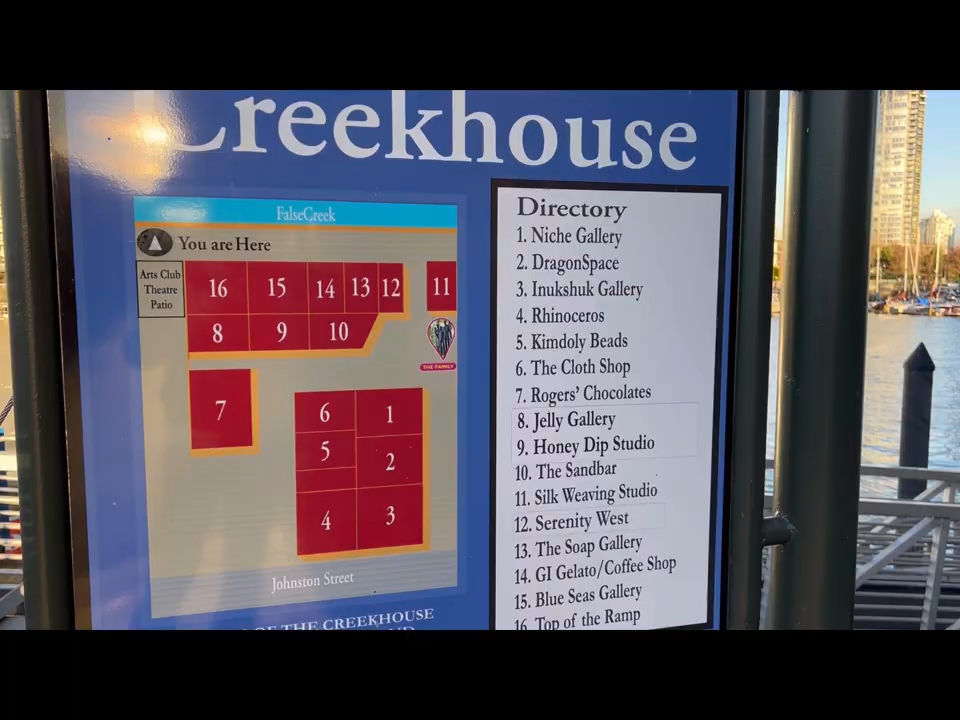 Creekhouse
FalseCreek
You are Here
Arts Club
Theatre
Patio
16 15 14 13 12 11
8 9 10
THE FAMILY
7
6 1
5 2
4 3
Johnston Street
OF THE CREEKHOUSE
Directory
1. Niche Gallery
2. DragonSpace
3. Inukshuk Gallery
4. Rhinoceros
5. Kimdoly Beads
6. The Cloth Shop
7. Rogers' Chocolates
8. Jelly Gallery
9. Honey Dip Studio
10. The Sandbar
11. Silk Weaving Studio
12. Serenity West
13. The Soap Gallery
14. GI Gelato/Coffee Shop
15. Blue Seas Gallery
16. Top of the Ramp